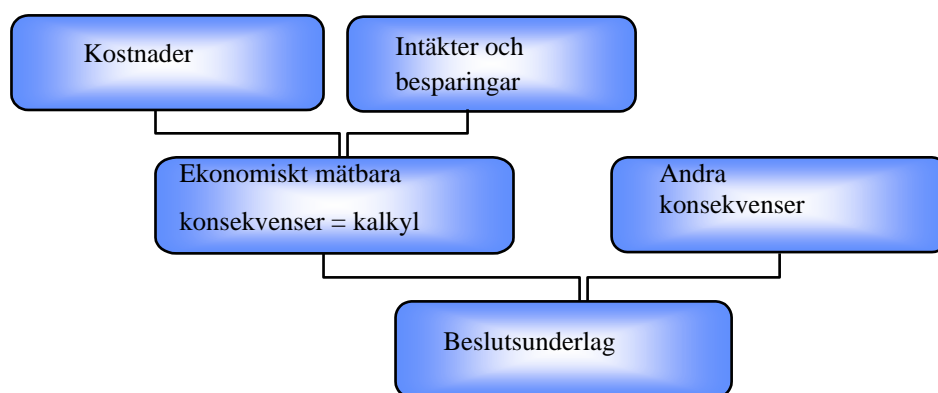 Kostnader
Intäkter och
besparingar
Ekonomiskt mätbara
konsekvenser = kalkyl
Andra
konsekvenser
Beslutsunderlag